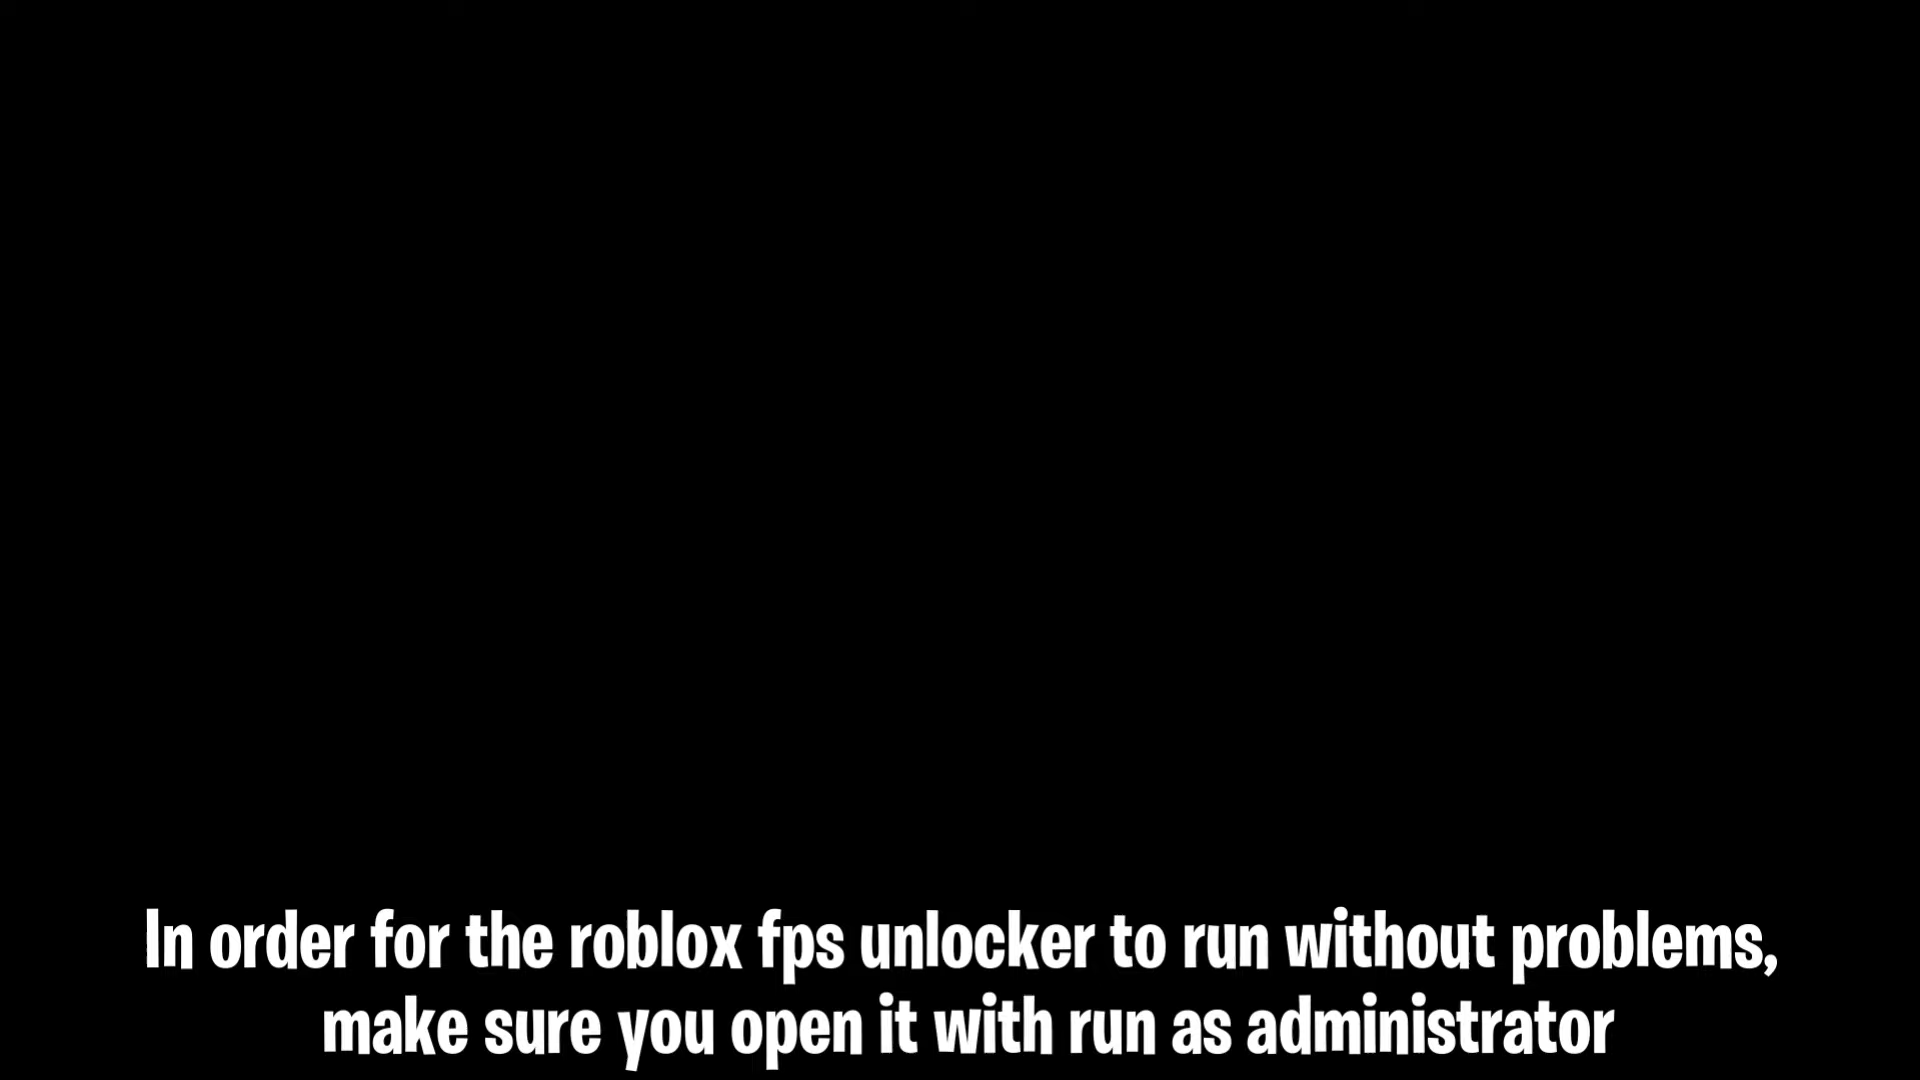 In order for the roblox fps unlocker to run without problems,
make sure you open it with run as administrator